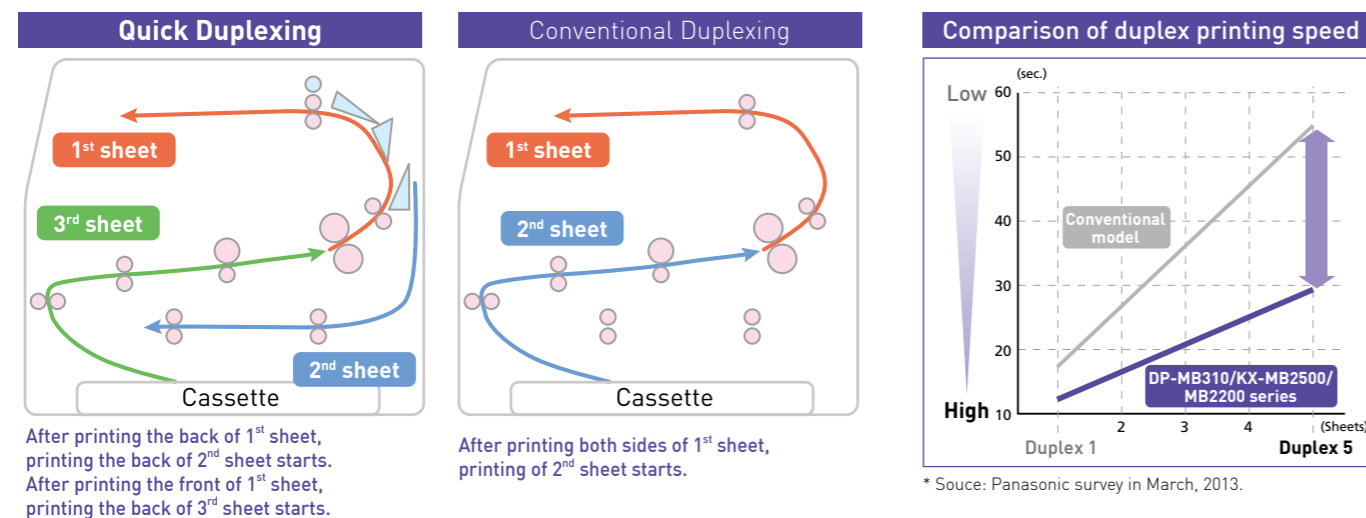 Quick Duplexing
1st sheet
3rd sheet
2nd sheet
Cassette
After printing the back of 1st sheet,
printing the back of 2nd sheet starts.
After printing the front of 1st sheet,
printing the back of 3rd sheet starts.
Conventional Duplexing
1st sheet
2nd sheet
Cassette
After printing both sides of 1st sheet,
printing of 2nd sheet starts.
Comparison of duplex printing speed
(sec.)
Low
60
50
40
30
20
High 10
Conventional
model
DP-MB310/KX-MB2500/
MB2200 series
2 3 4 (Sheets)
Duplex 1 Duplex 5
* Souce: Panasonic survey in March, 2013.